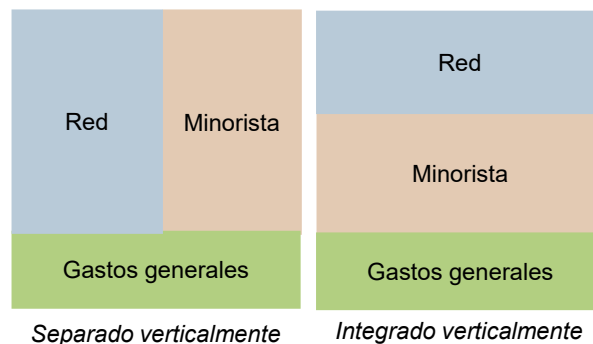 Red
Minorista
Gastos generales
Separado verticalmente
Red
Minorista
Gastos generales
Integrado verticalmente